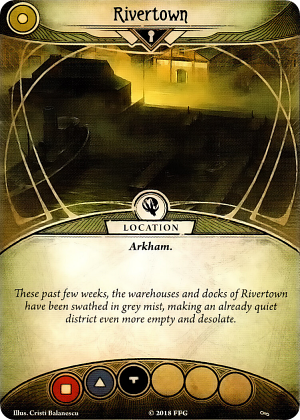 Rivertown
LOCATION
Arkham.
These past few weeks, the warehouses and docks of Rivertown
have been swathed in grey mist, making an already quiet
district even more empty and desolate.
Illus. Cristi Balanescu
© 2018 FFG